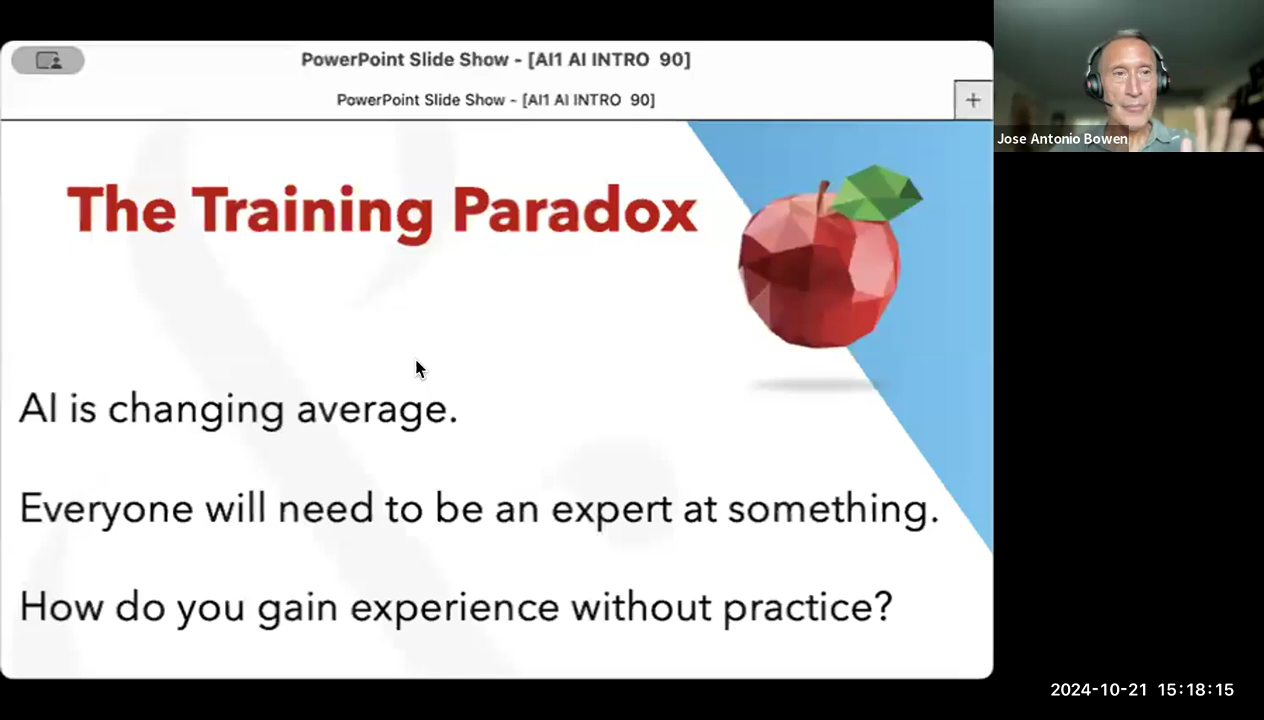 PowerPoint Slide Show - [AI1 AI INTRO  90]
PowerPoint Slide Show - [AI1 AI INTRO  90]
+
Jose Antonio Bowen
The Training Paradox
AI is changing average.
Everyone will need to be an expert at something.
How do you gain experience without practice?
2024-10-21  15:18:15